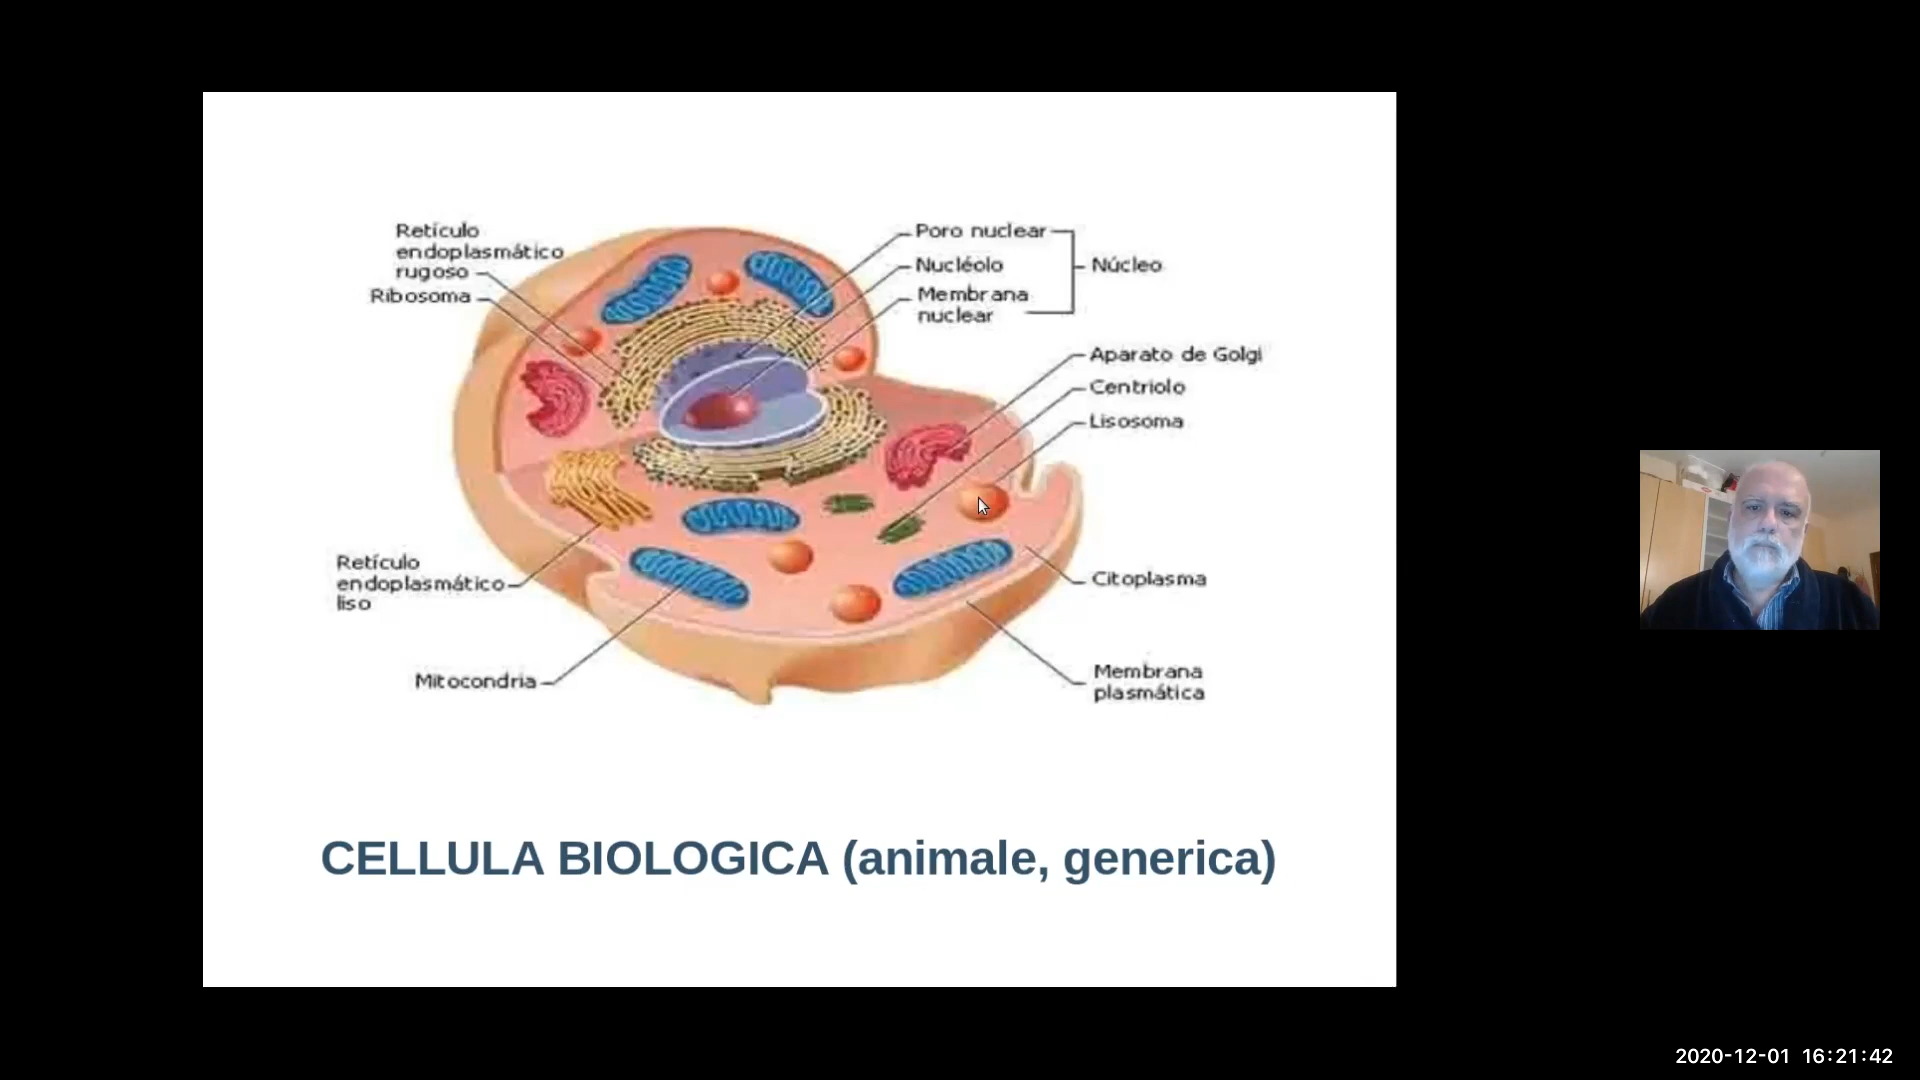 Retículo
endoplasmático
rugoso
Ribosoma
Poro nuclear
Nucléolo
Membrana
nuclear
Núcleo
Aparato de Golgi
Centriolo
Lisosoma
Retículo
endoplasmático
liso
Citoplasma
Mitocondria
Membrana
plasmática
CELLULA BIOLOGICA (animale, generica)
2020-12-01 16:21:42